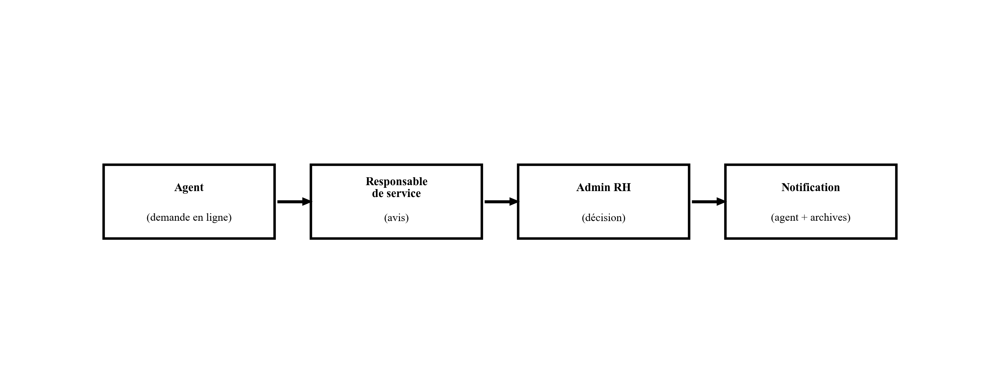 Agent
(demande en ligne)
Responsable
de service
(avis)
Admin RH
(décision)
Notification
(agent + archives)